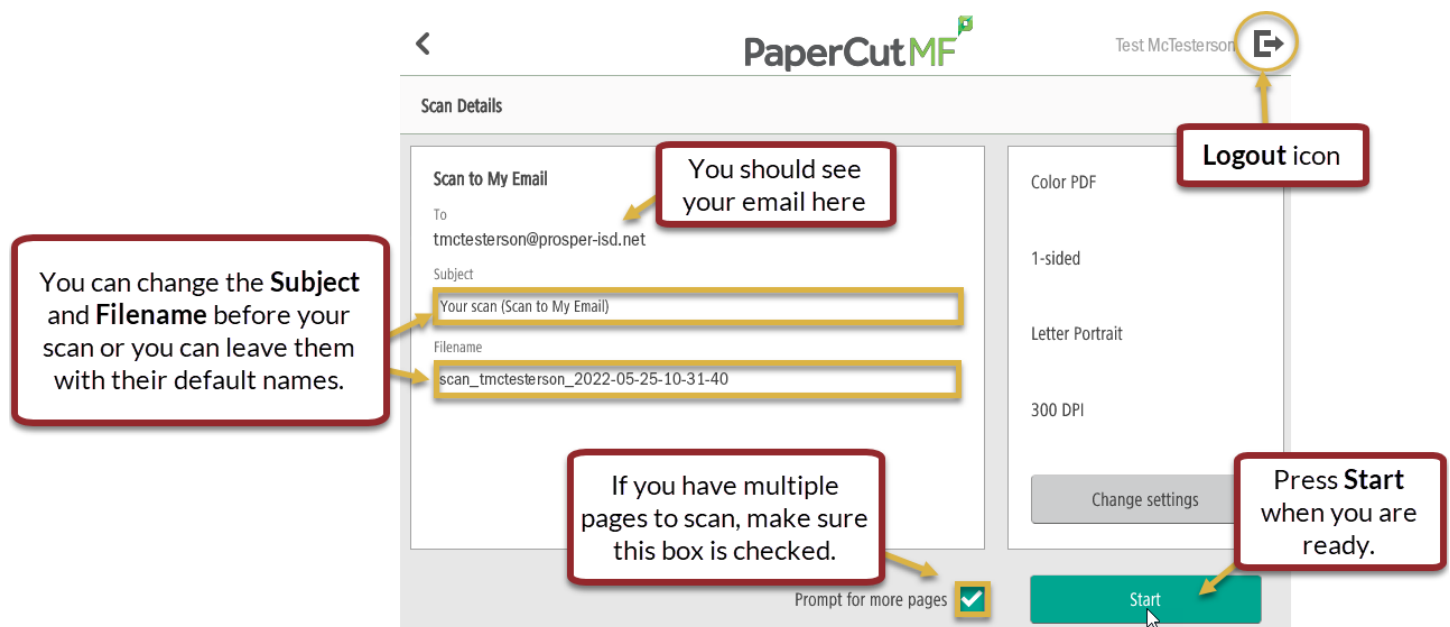 PaperCutMF
Test McTesterson
Scan Details
Logout icon
Scan to My Email
You should see
your email here
To
tmctesterson@prosper-isd.net
Subject
Your scan (Scan to My Email)
Filename
scan_tmctesterson_2022-05-25-10-31-40
You can change the Subject
and Filename before your
scan or you can leave them
with their default names.
Color PDF
1-sided
Letter Portrait
300 DPI
Change settings
If you have multiple
pages to scan, make sure
this box is checked.
Press Start
when you are
ready.
Prompt for more pages
Start